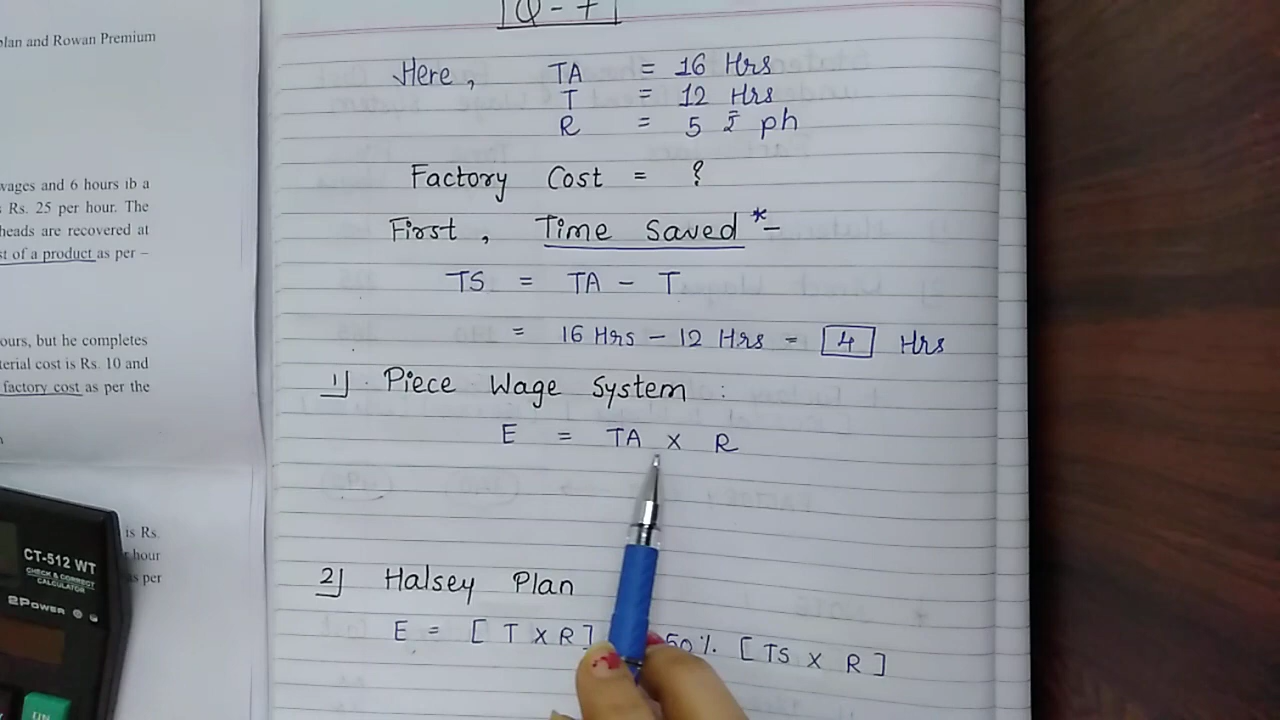 plan and Rowan Premium
wages and 6 hours ib a
Rs. 25 per hour. The
heads are recovered at
st of a product as per –
ours, but he completes
terial cost is Rs. 10 and
factory cost as per the
is Rs.
hour
as per
CT-512 WT
CHECK & CORRECT
CALCULATOR
2POWER
Q - 7
Here, TA = 16 Hrs
T = 12 Hrs
R = 5 ₹ ph
Factory Cost = ?
First, Time Saved *-
TS = TA - T
= 16 Hrs - 12 Hrs = 4 Hrs
1) Piece Wage System :
E = TA x R
2) Halsey Plan
E = [ T x R ] 50% [ TS x R ]